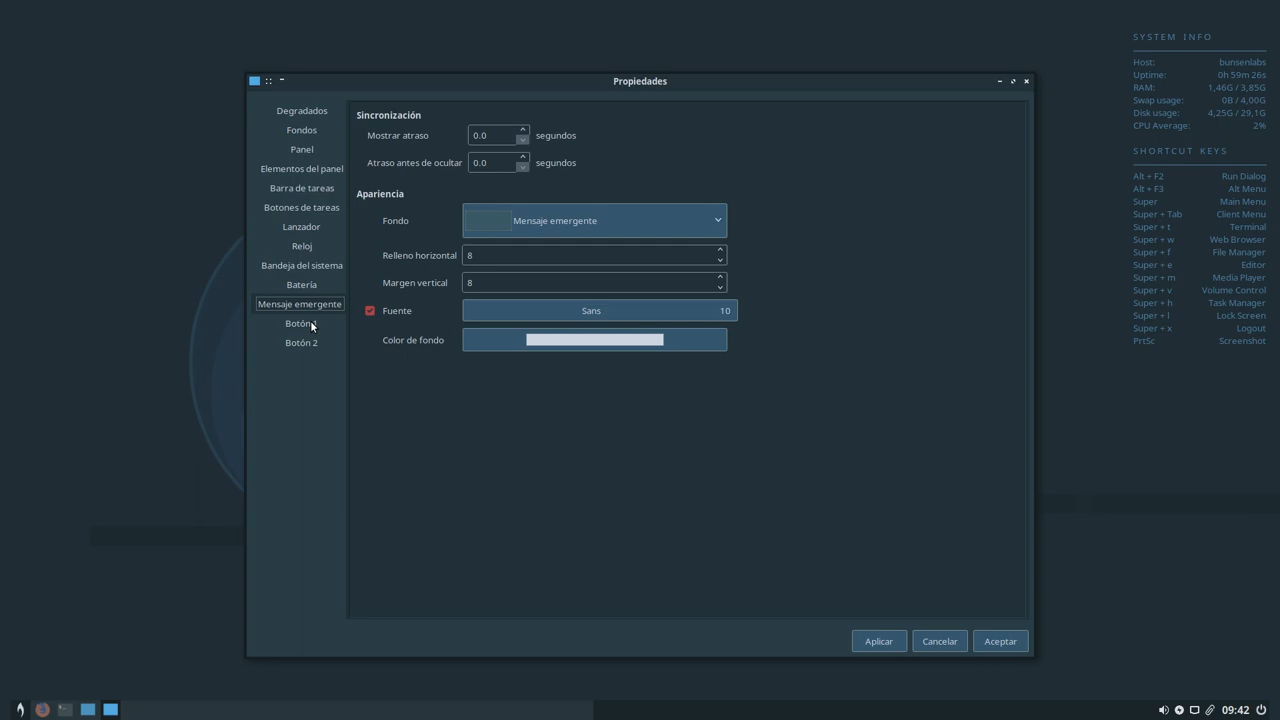 Propiedades
Degradados
Fondos
Panel
Elementos del panel
Barra de tareas
Botones de tareas
Lanzador
Reloj
Bandeja del sistema
Batería
Mensaje emergente
Botón 1
Botón 2
Sincronización
Mostrar atraso 0.0 segundos
Atraso antes de ocultar 0.0 segundos
Apariencia
Fondo Mensaje emergente
Relleno horizontal 8
Margen vertical 8
Fuente Sans 10
Color de fondo
Aplicar Cancelar Aceptar
SYSTEM INFO
Host: bunsenlabs
Uptime: 0h 59m 26s
RAM: 1,46G / 3,85G
Swap usage: 0B / 4,00G
Disk usage: 4,25G / 29,1G
CPU Average: 2%
SHORTCUT KEYS
Alt + F2 Run Dialog
Alt + F3 Alt Menu
Super Main Menu
Super + Tab Client Menu
Super + t Terminal
Super + w Web Browser
Super + f File Manager
Super + e Editor
Super + m Media Player
Super + v Volume Control
Super + h Task Manager
Super + l Lock Screen
Super + x Logout
PrtSc Screenshot
09:42